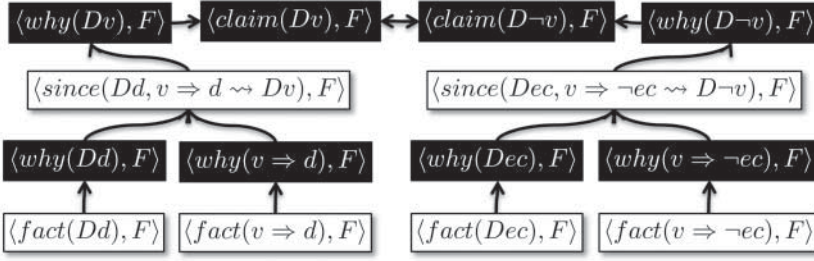 ⟨why(Dv), F⟩ ⟨claim(Dv), F⟩ ⟨claim(D¬v), F⟩ ⟨why(D¬v), F⟩
⟨since(Dd, v ⇒ d ⇝ Dv), F⟩ ⟨since(Dec, v ⇒ ¬ec ⇝ D¬v), F⟩
⟨why(Dd), F⟩ ⟨why(v ⇒ d), F⟩ ⟨why(Dec), F⟩ ⟨why(v ⇒ ¬ec), F⟩
⟨fact(Dd), F⟩ ⟨fact(v ⇒ d), F⟩ ⟨fact(Dec), F⟩ ⟨fact(v ⇒ ¬ec), F⟩